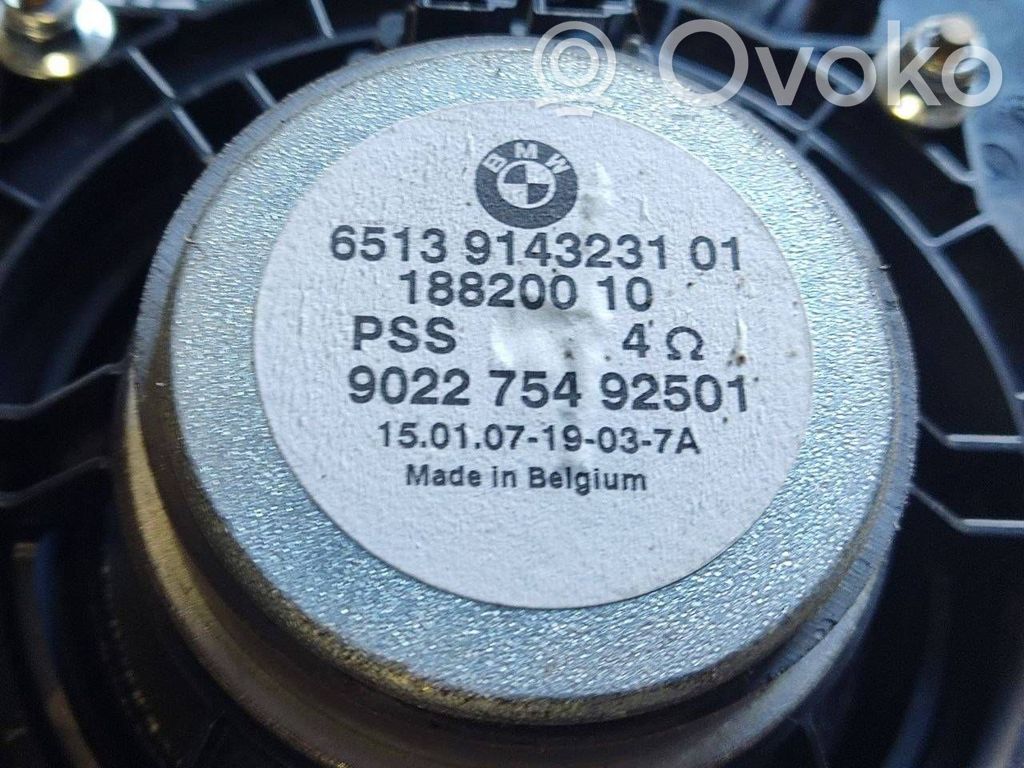 Ovoko
BMW
6513 9143231 01
188200 10
PSS 4 Ω
9022 754 92501
15.01.07-19-03-7A
Made in Belgium